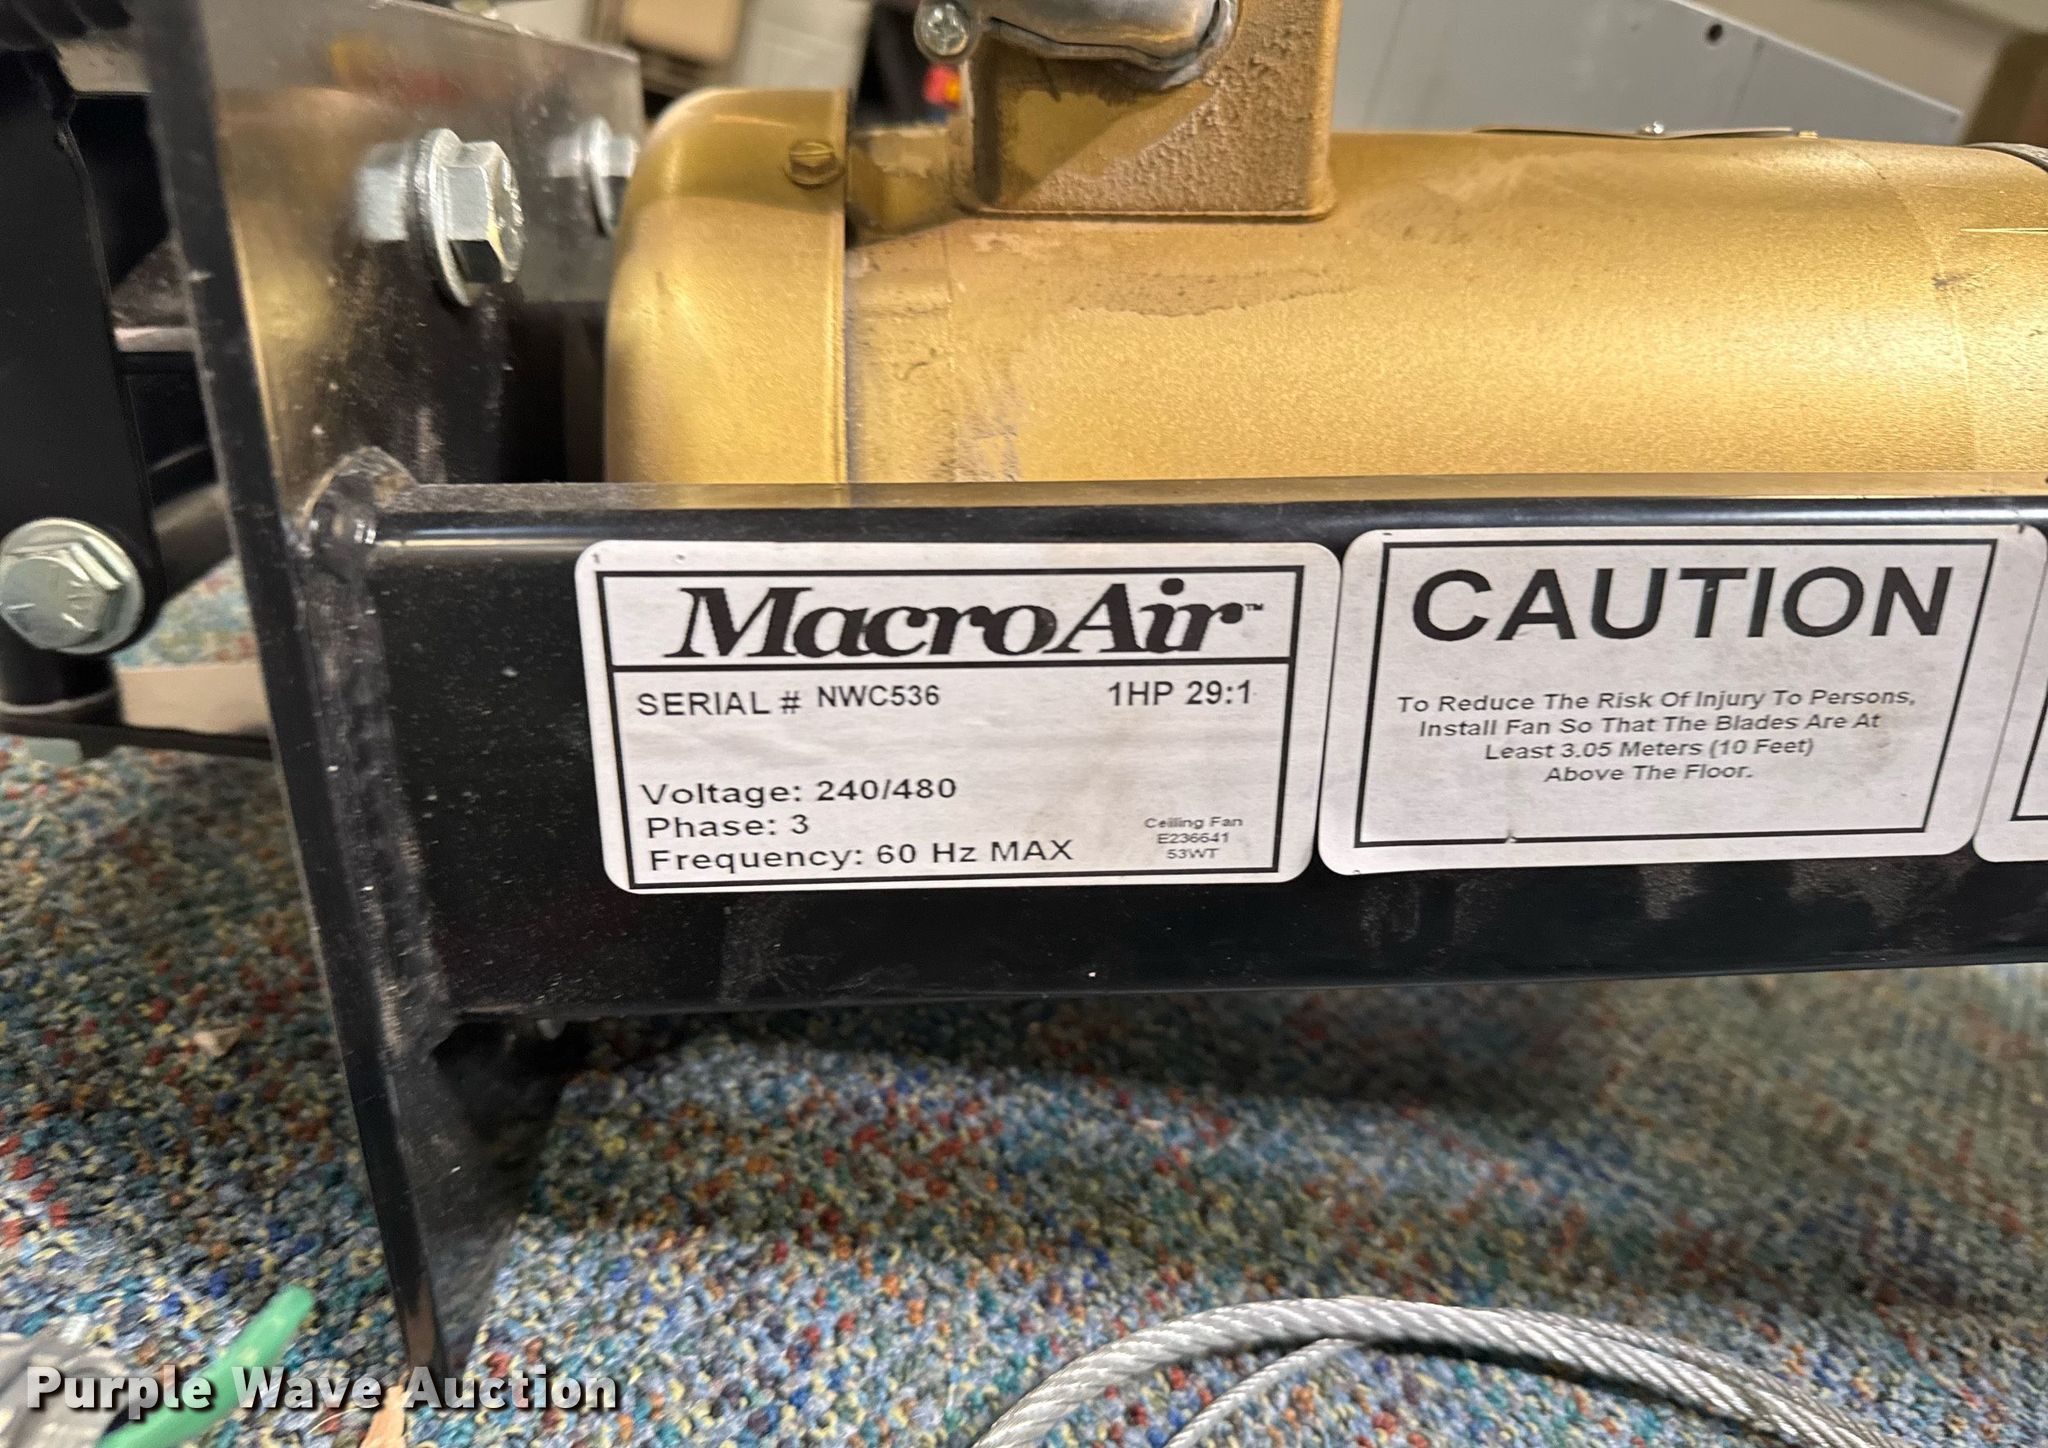 MacroAir™
SERIAL # NWC536 1HP 29:1
Voltage: 240/480
Phase: 3
Frequency: 60 Hz MAX
Ceiling Fan
E236641
53WT
CAUTION
To Reduce The Risk Of Injury To Persons,
Install Fan So That The Blades Are At
Least 3.05 Meters (10 Feet)
Above The Floor.
Purple Wave Auction